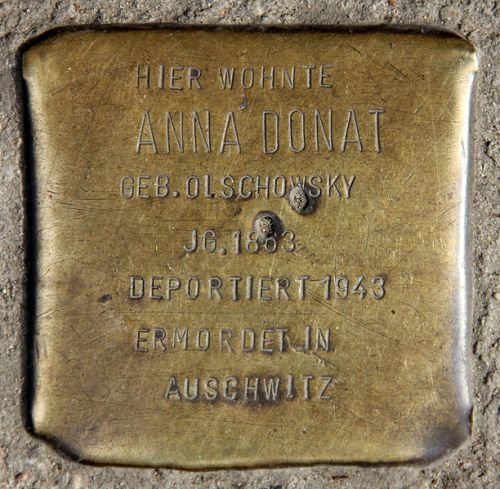 HIER WOHNTE
ANNA DONAT
GEB. OLSCHOWSKY
JG. 1863
DEPORTIERT 1943
ERMORDET IN
AUSCHWITZ